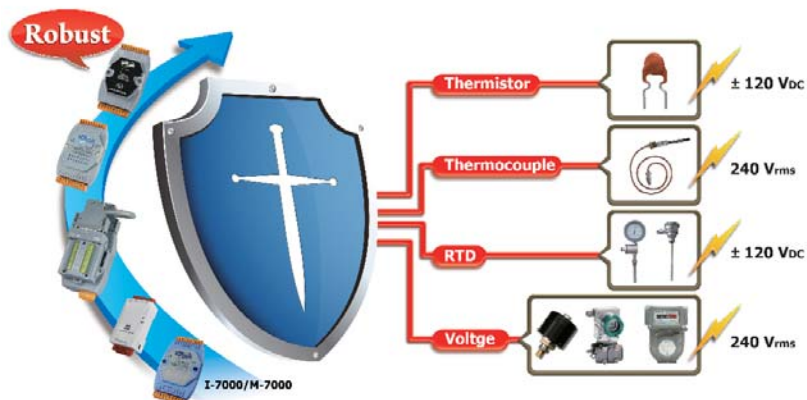 Robust
Thermistor
± 120 VDC
Thermocouple
240 Vrms
RTD
± 120 VDC
Voltge
240 Vrms
I-7000/M-7000